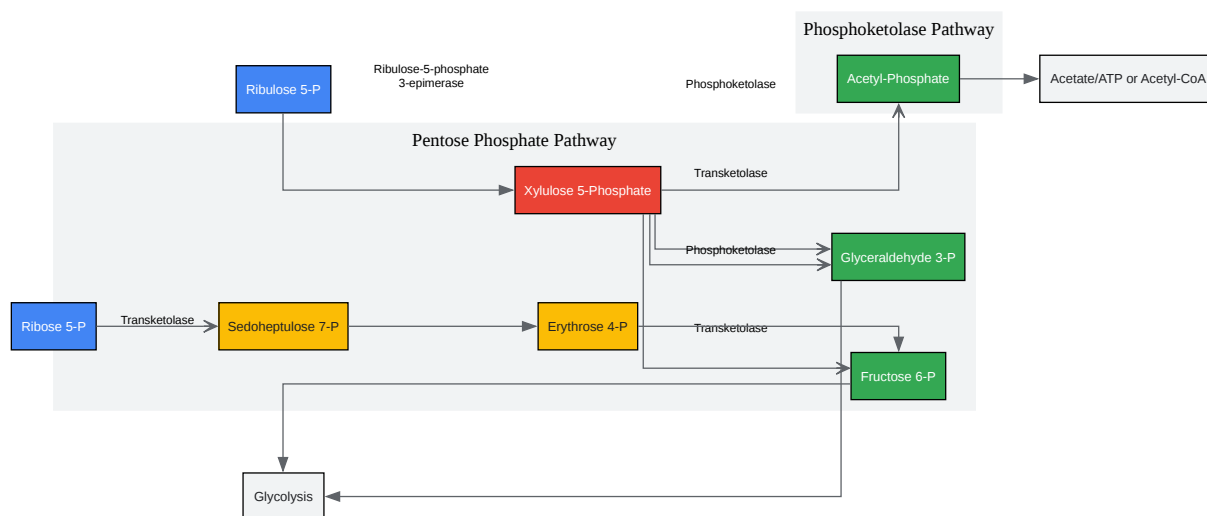 Phosphoketolase Pathway
Ribulose-5-phosphate
3-epimerase
Ribulose 5-P
Phosphoketolase
Acetyl-Phosphate
Acetate/ATP or Acetyl-CoA
Pentose Phosphate Pathway
Xylulose 5-Phosphate
Transketolase
Phosphoketolase
Glyceraldehyde 3-P
Ribose 5-P
Transketolase
Sedoheptulose 7-P
Erythrose 4-P
Transketolase
Fructose 6-P
Glycolysis